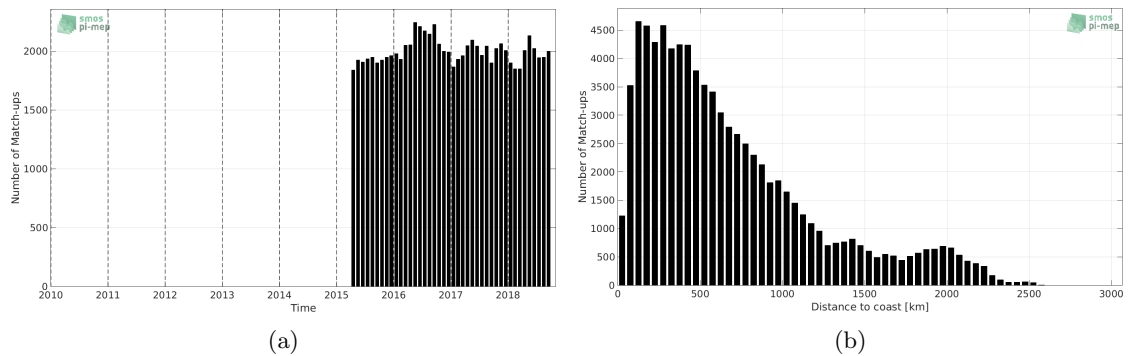 smos
pi-mep
2000
1500
1000
500
0
Number of Match-ups
2010 2011 2012 2013 2014 2015 2016 2017 2018
Time
(a)
smos
pi-mep
4500
4000
3500
3000
2500
2000
1500
1000
500
0
Number of Match-ups
0 500 1000 1500 2000 2500 3000
Distance to coast [km]
(b)